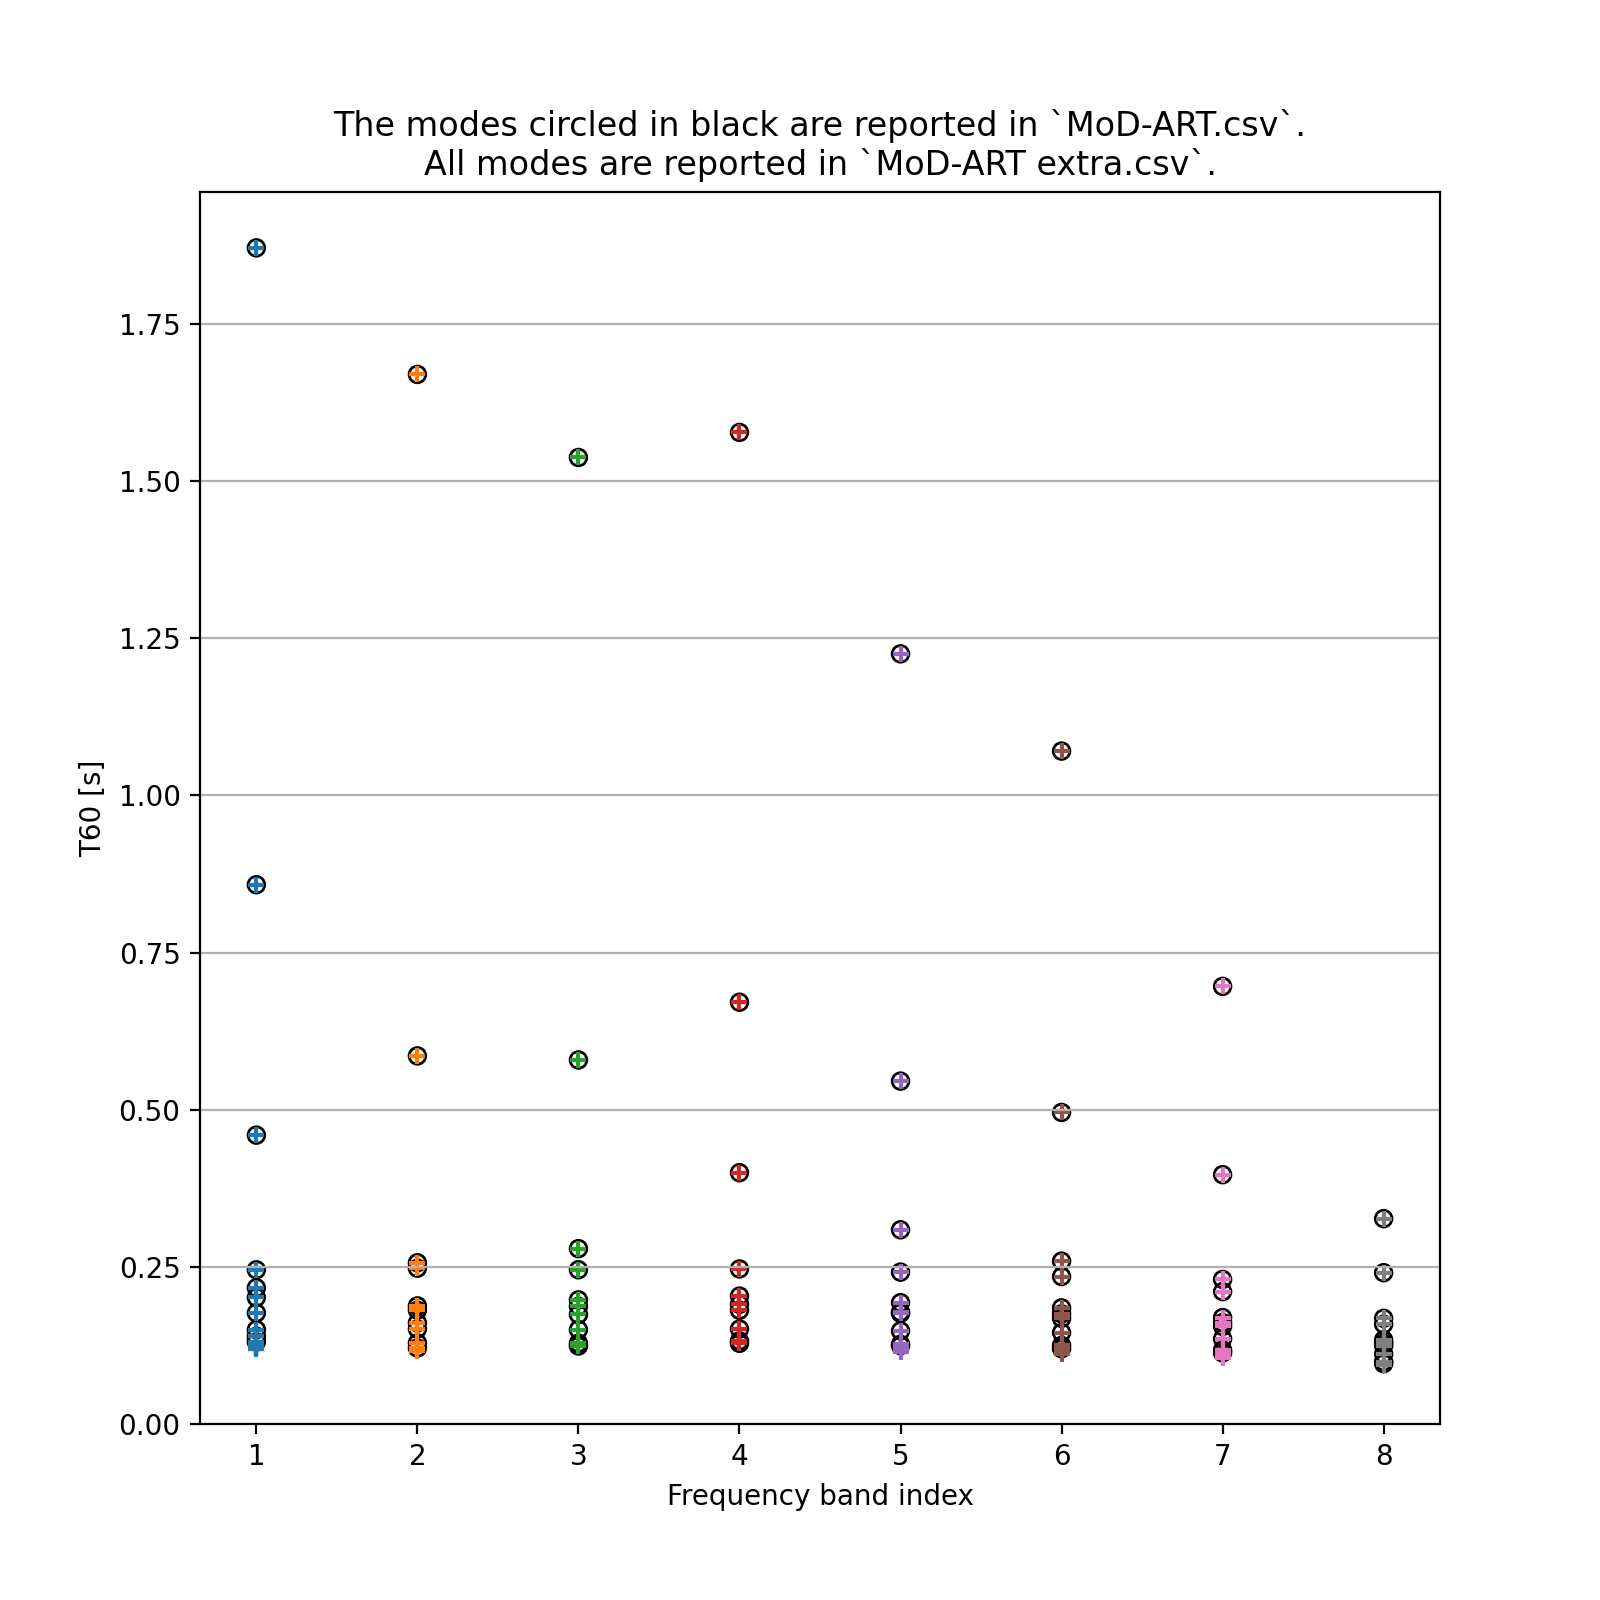 The modes circled in black are reported in `MoD-ART.csv`.
All modes are reported in `MoD-ART extra.csv`.
T60 [s]
1.75
1.50
1.25
1.00
0.75
0.50
0.25
0.00
1 2 3 4 5 6 7 8
Frequency band index